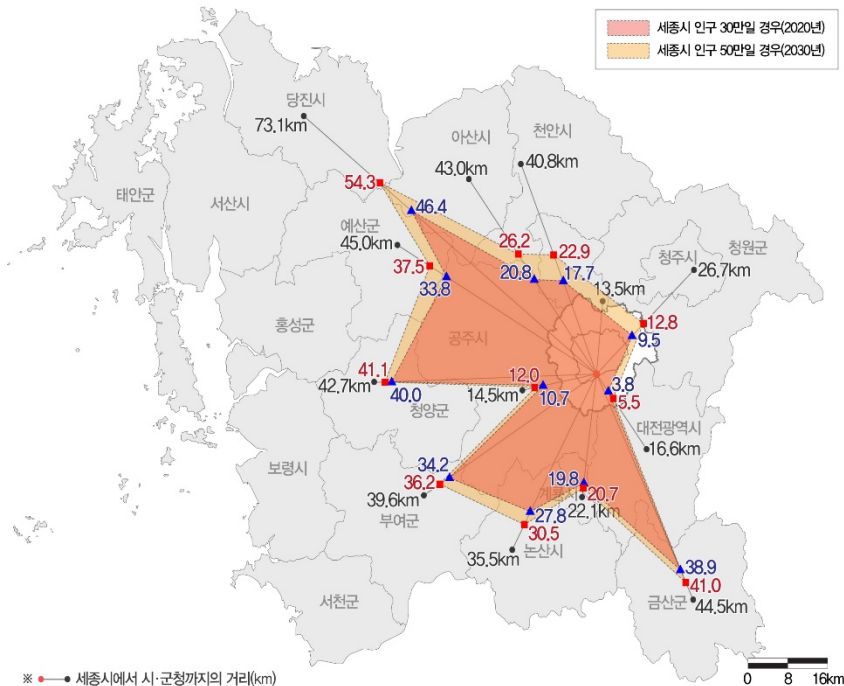 세종시 인구 30만일 경우(2020년)
세종시 인구 50만일 경우(2030년)
당진시
73.1km
아산시
43.0km
천안시
40.8km
태안군
서산시
54.3
46.4
예산군
45.0km
37.5
33.8
26.2
20.8
22.9
17.7
13.5km
청주시
청원군
26.7km
12.8
9.5
홍성군
공주시
41.1
42.7km
40.0
청양군
12.0
14.5km
10.7
3.8
5.5
대전광역시
16.6km
보령시
34.2
36.2
39.6km
부여군
19.8
계룡시
20.7
22.1km
27.8
30.5
35.5km
논산시
서천군
38.9
41.0
금산군
44.5km
※ 세종시에서 시·군청까지의 거리(km)
0 8 16km